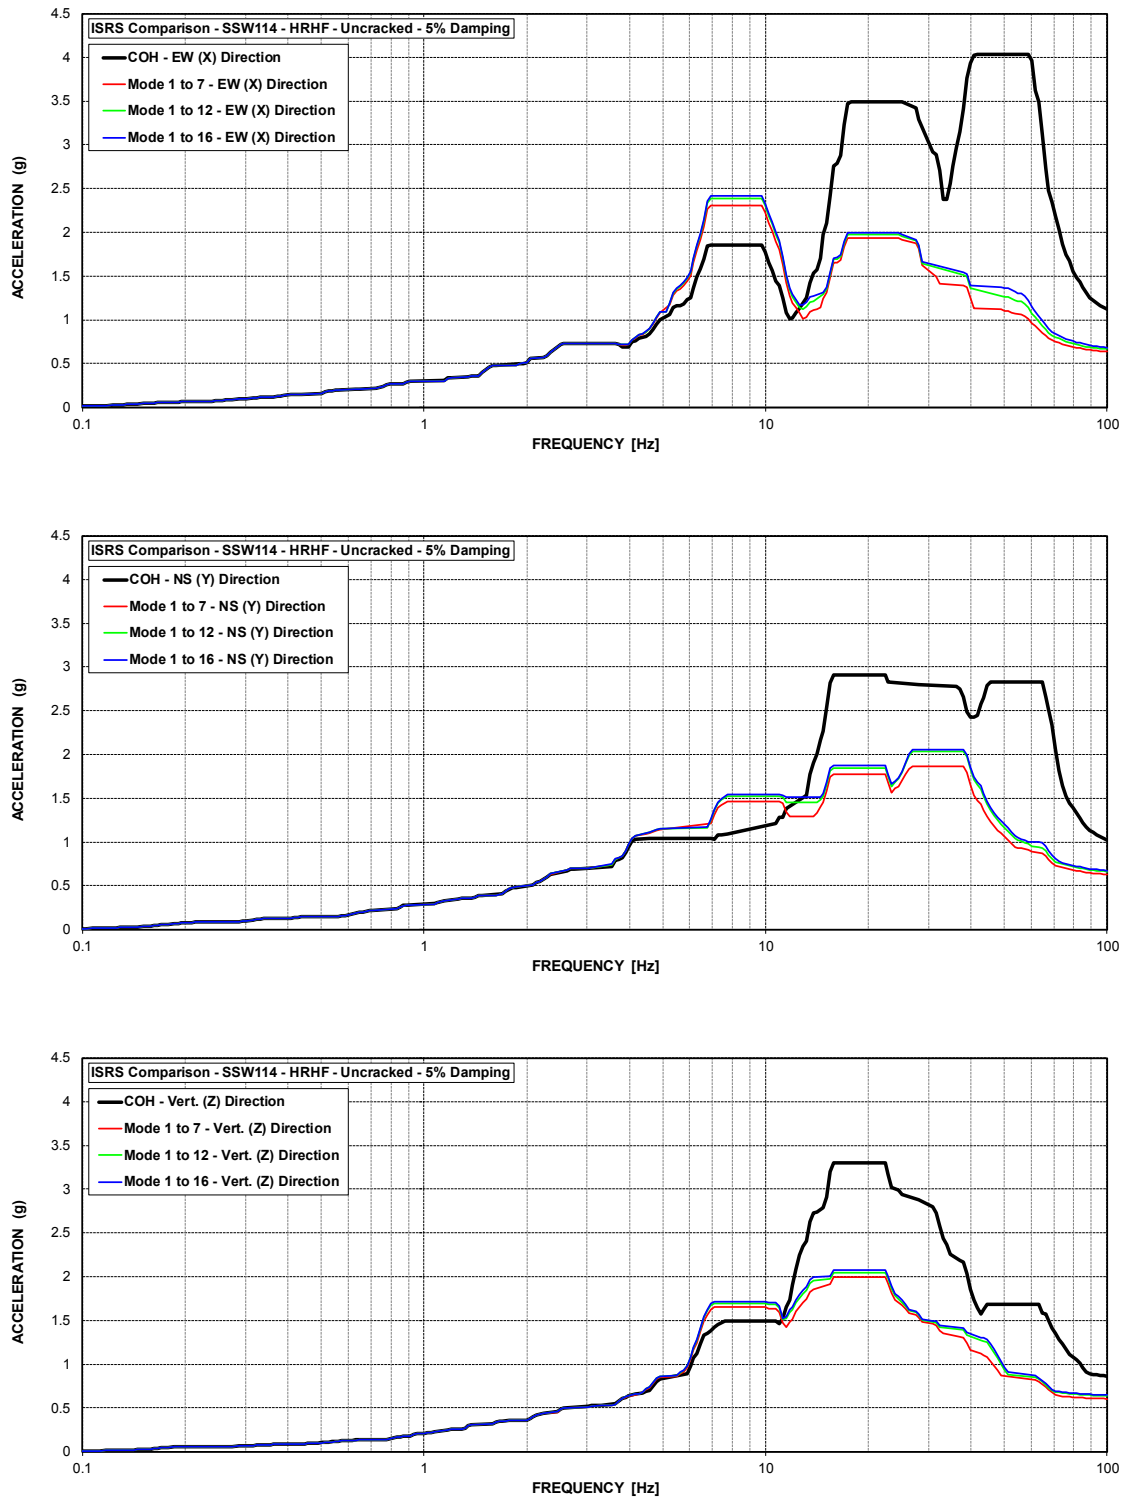 4.5
ISRS Comparison - SSW114 - HRHF - Uncracked - 5% Damping
COH - EW (X) Direction
4
Mode 1 to 7 - EW (X) Direction
Mode 1 to 12 - EW (X) Direction
3.5
Mode 1 to 16 - EW (X) Direction
3
2.5
2
1.5
1
0.5
0
ACCELERATION (g)
0.1
1
10
100
FREQUENCY [Hz]
4.5
ISRS Comparison - SSW114 - HRHF - Uncracked - 5% Damping
COH - NS (Y) Direction
4
Mode 1 to 7 - NS (Y) Direction
Mode 1 to 12 - NS (Y) Direction
3.5
Mode 1 to 16 - NS (Y) Direction
3
2.5
2
1.5
1
0.5
0
ACCELERATION (g)
0.1
1
10
100
FREQUENCY [Hz]
4.5
ISRS Comparison - SSW114 - HRHF - Uncracked - 5% Damping
COH - Vert. (Z) Direction
4
Mode 1 to 7 - Vert. (Z) Direction
Mode 1 to 12 - Vert. (Z) Direction
3.5
Mode 1 to 16 - Vert. (Z) Direction
3
2.5
2
1.5
1
0.5
0
ACCELERATION (g)
0.1
1
10
100
FREQUENCY [Hz]